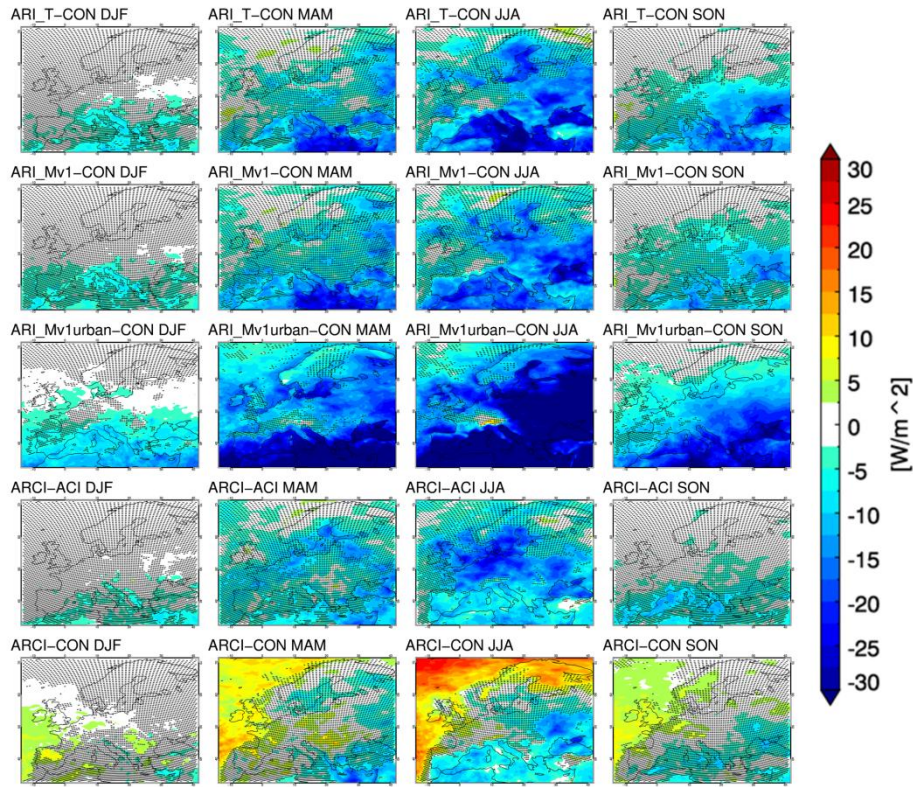 ARI_T-CON DJF
ARI_T-CON MAM
ARI_T-CON JJA
ARI_T-CON SON
ARI_Mv1-CON DJF
ARI_Mv1-CON MAM
ARI_Mv1-CON JJA
ARI_Mv1-CON SON
ARI_Mv1urban-CON DJF
ARI_Mv1urban-CON MAM
ARI_Mv1urban-CON JJA
ARI_Mv1urban-CON SON
ARCI-ACI DJF
ARCI-ACI MAM
ARCI-ACI JJA
ARCI-ACI SON
ARCI-CON DJF
ARCI-CON MAM
ARCI-CON JJA
ARCI-CON SON
30
25
20
15
10
5
0
-5
-10
-15
-20
-25
-30
[W/m^2]